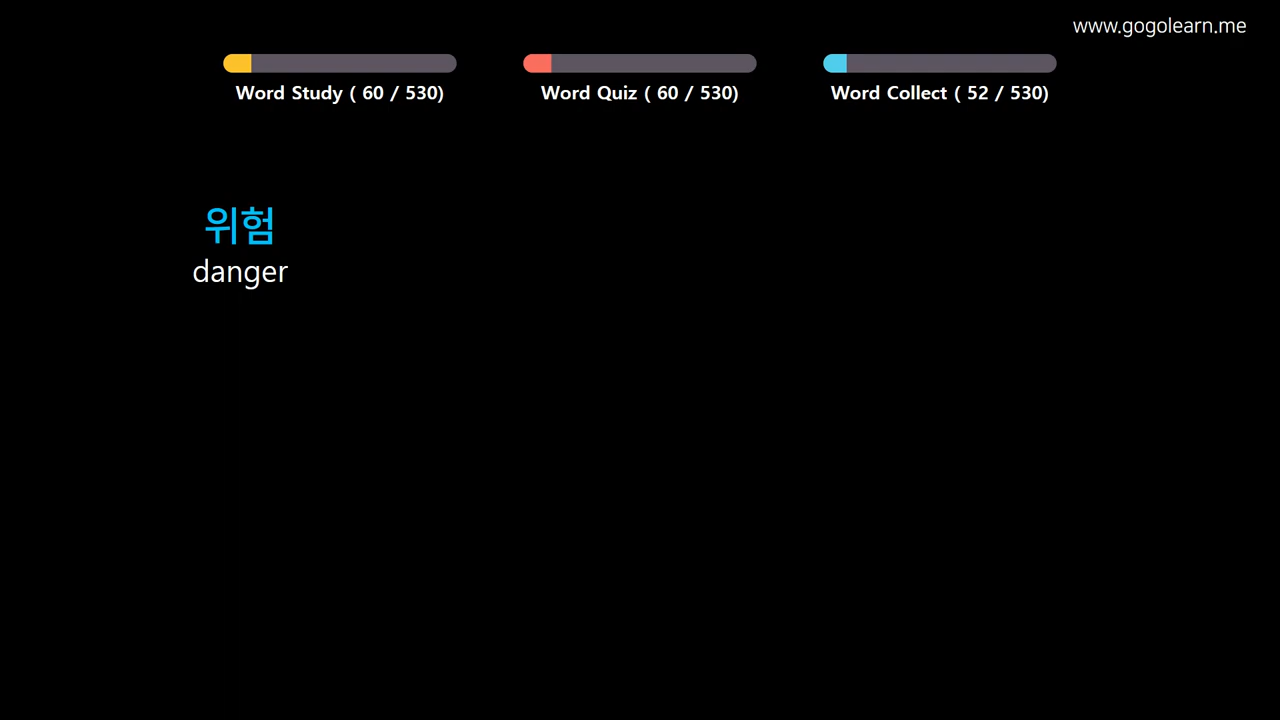 www.gogolearn.me
Word Study ( 60 / 530)
Word Quiz ( 60 / 530)
Word Collect ( 52 / 530)
위험
danger